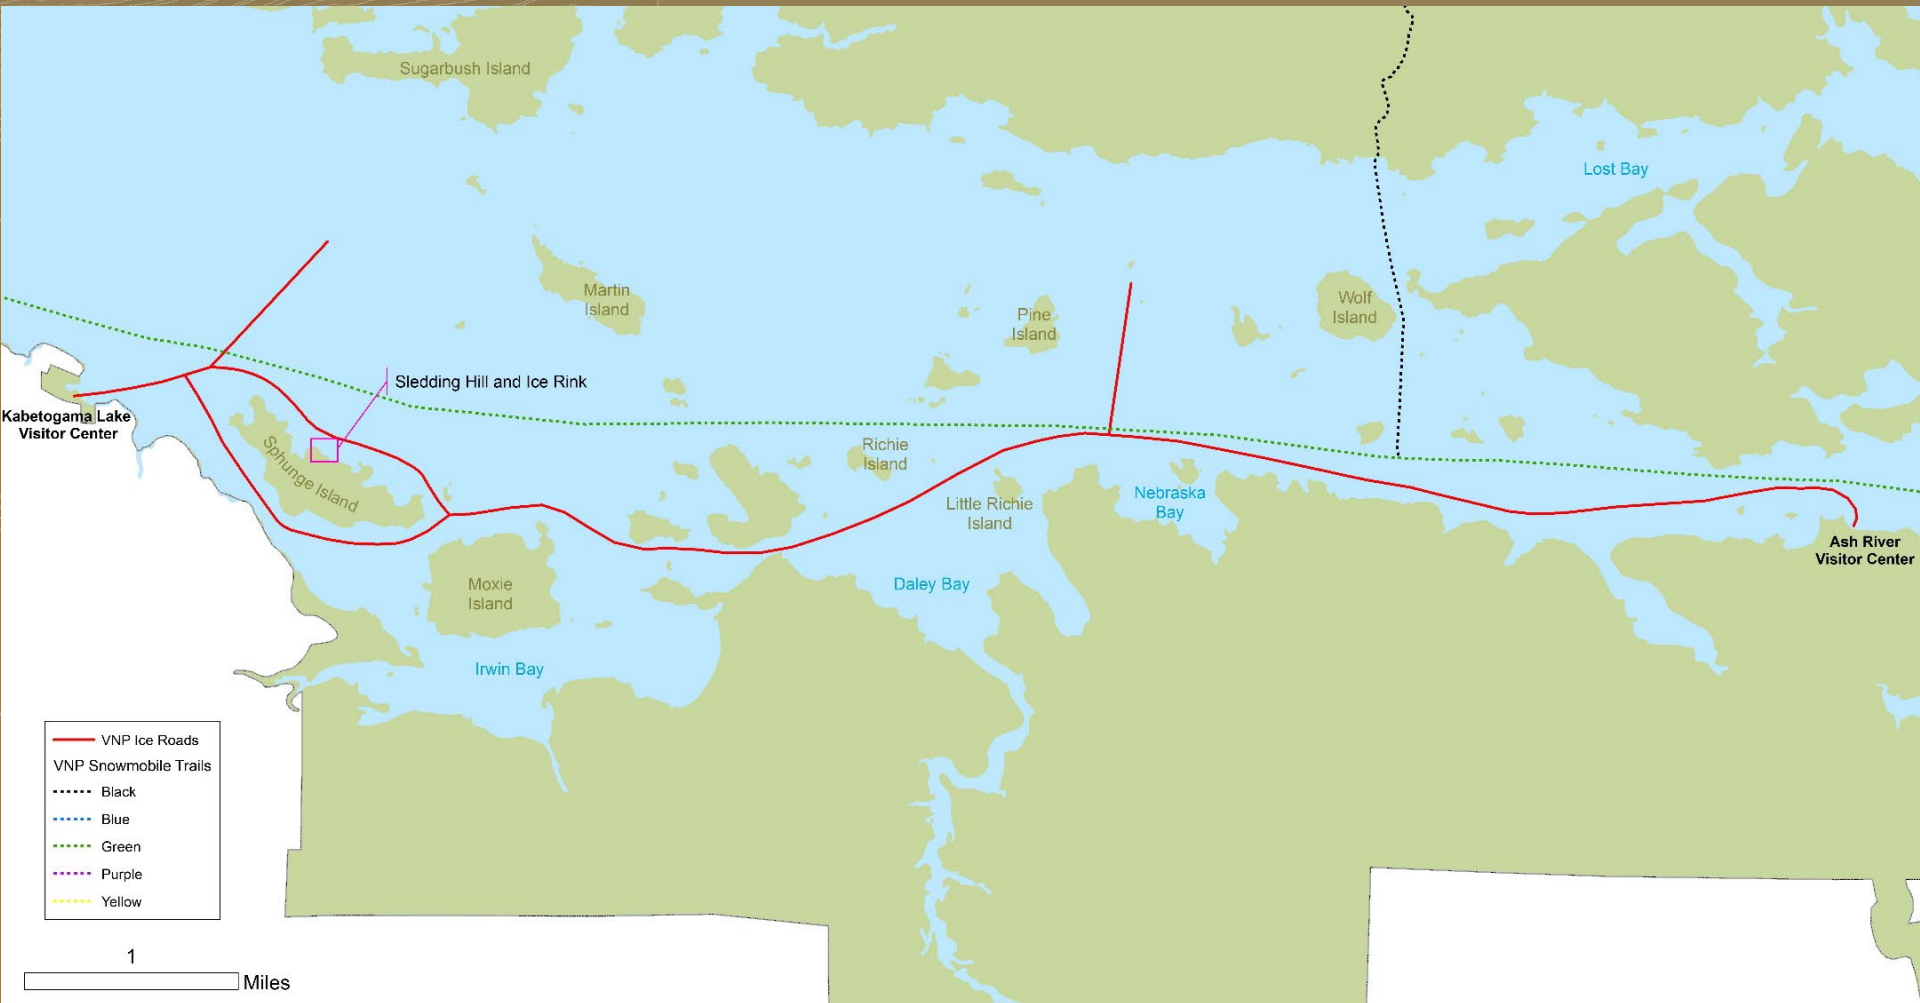 Sugarbush Island
Lost Bay
Martin
Island
Pine
Island
Wolf
Island
Sledding Hill and Ice Rink
Kabetogama Lake
Visitor Center
Sphunge Island
Richie
Island
Little Richie
Island
Nebraska
Bay
Ash River
Visitor Center
Moxie
Island
Daley Bay
Irwin Bay
VNP Ice Roads
VNP Snowmobile Trails
Black
Blue
Green
Purple
Yellow
1
Miles